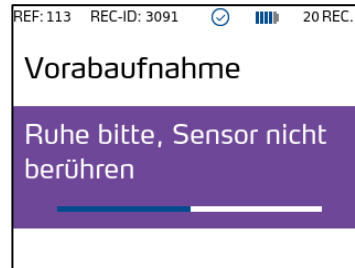 REF: 113 REC-ID: 3091 20 REC.
Vorabaufnahme
Ruhe bitte, Sensor nicht
berühren